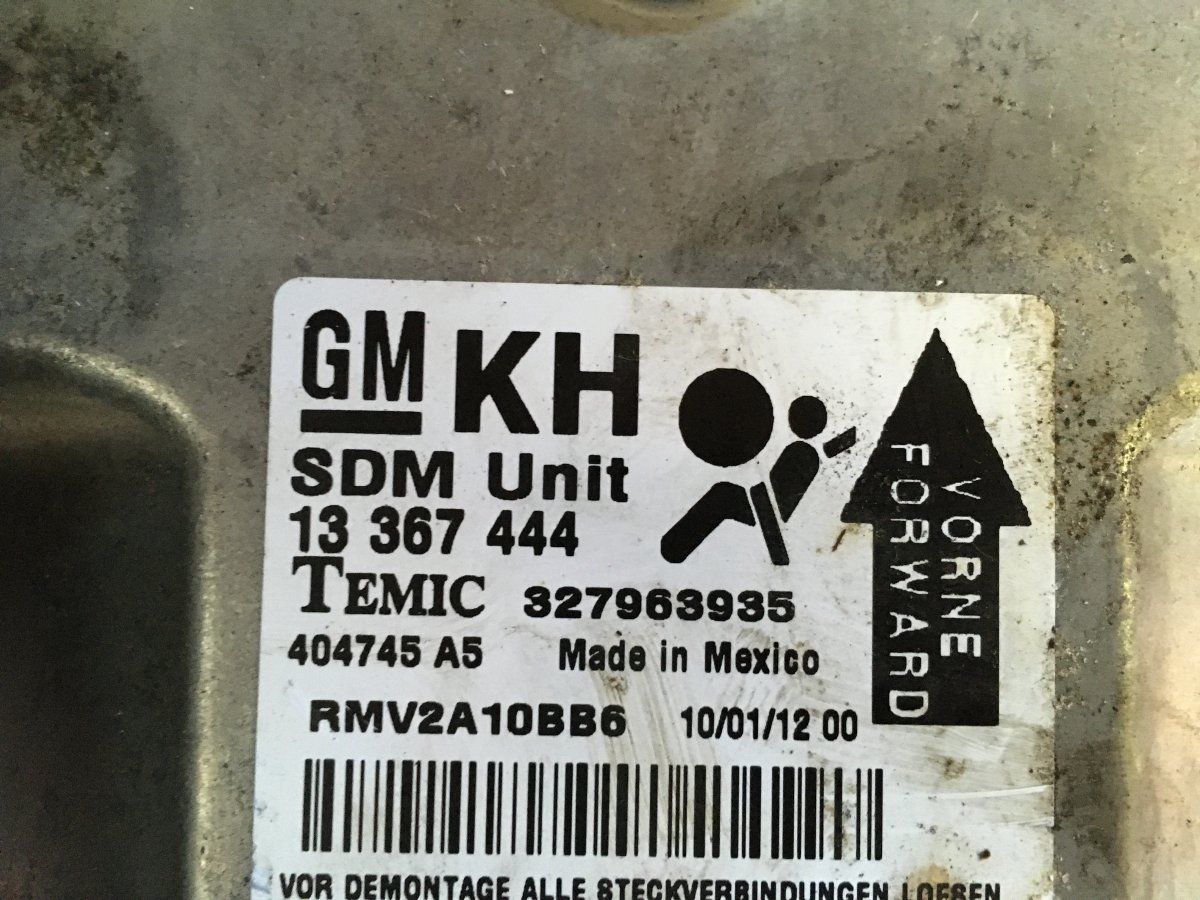 GM KH
SDM Unit
13 367 444
TEMIC 327963935
404745 A5 Made in Mexico
RMV2A10BB6 10/01/12 00
VORNE
FORWARD
VOR DEMONTAGE ALLE STECKVERBINDUNGEN LOESEN